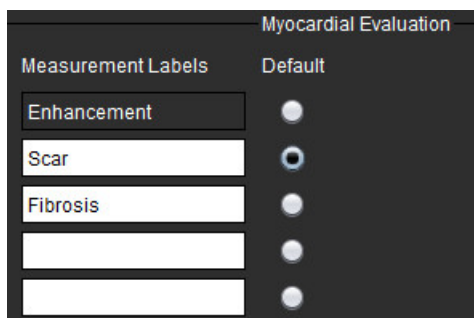 Myocardial Evaluation
Measurement Labels Default
Enhancement
Scar
Fibrosis